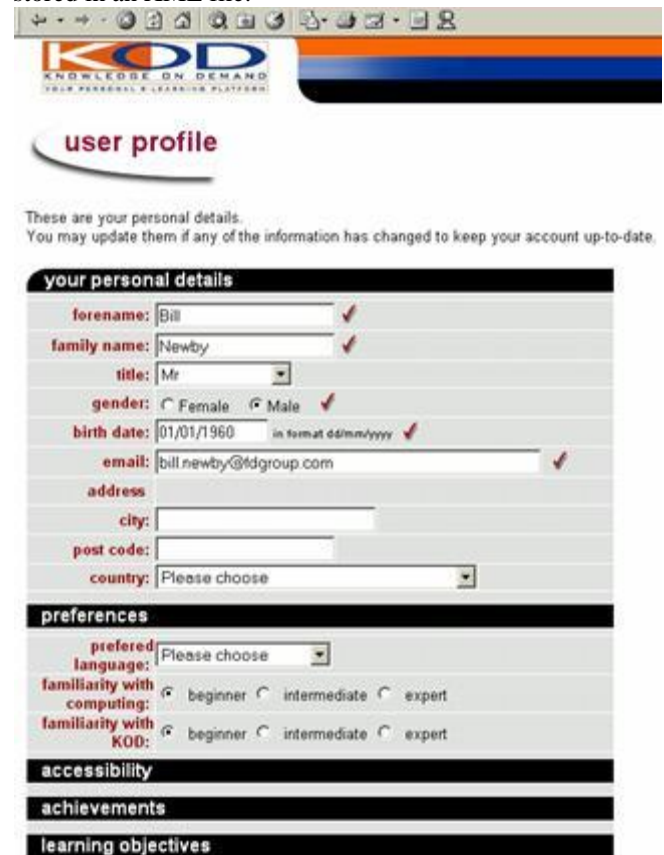 stored in an XML file.
KOD
KNOWLEDGE ON DEMAND
YOUR PERSONAL E-LEARNING PLATFORM
user profile
These are your personal details.
You may update them if any of the information has changed to keep your account up-to-date.
your personal details
forename: Bill
family name: Newby
title: Mr
gender: Female Male
birth date: 01/01/1960 in format dd/mm/yyyy
email: bill.newby@fdgroup.com
address
city:
post code:
country: Please choose
preferences
prefered
language: Please choose
familiarity with
computing: beginner intermediate expert
familiarity with
KOD: beginner intermediate expert
accessibility
achievements
learning objectives